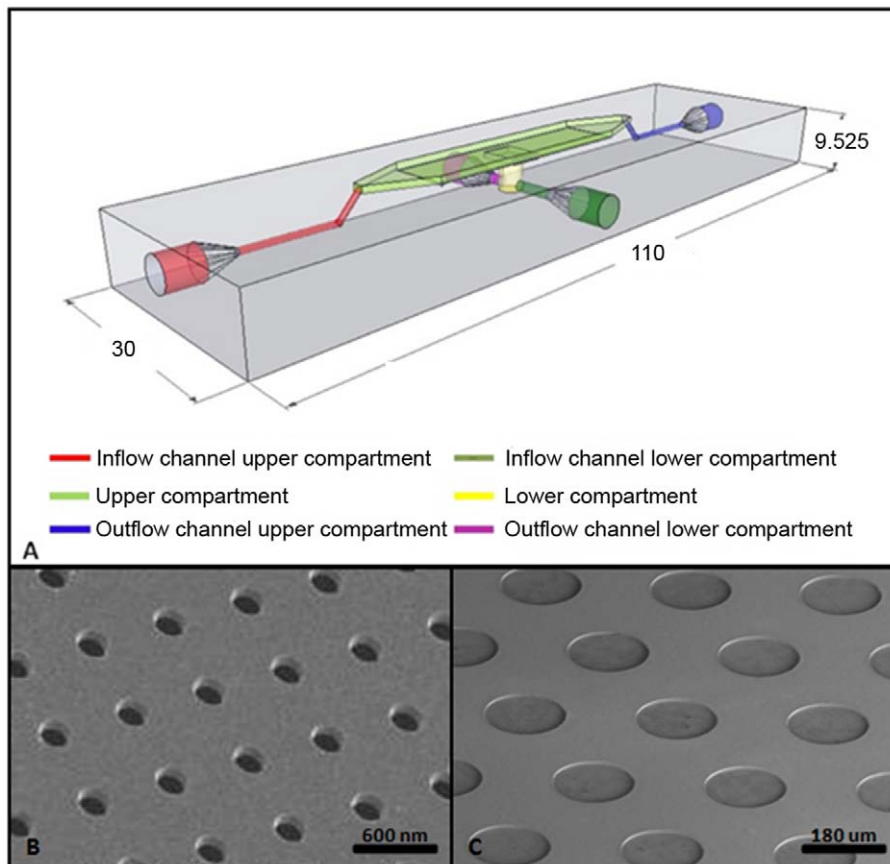 9.525
110
30
Inflow channel upper compartment
Inflow channel lower compartment
Upper compartment
Lower compartment
Outflow channel upper compartment
Outflow channel lower compartment
A
B
600 nm
C
180 um